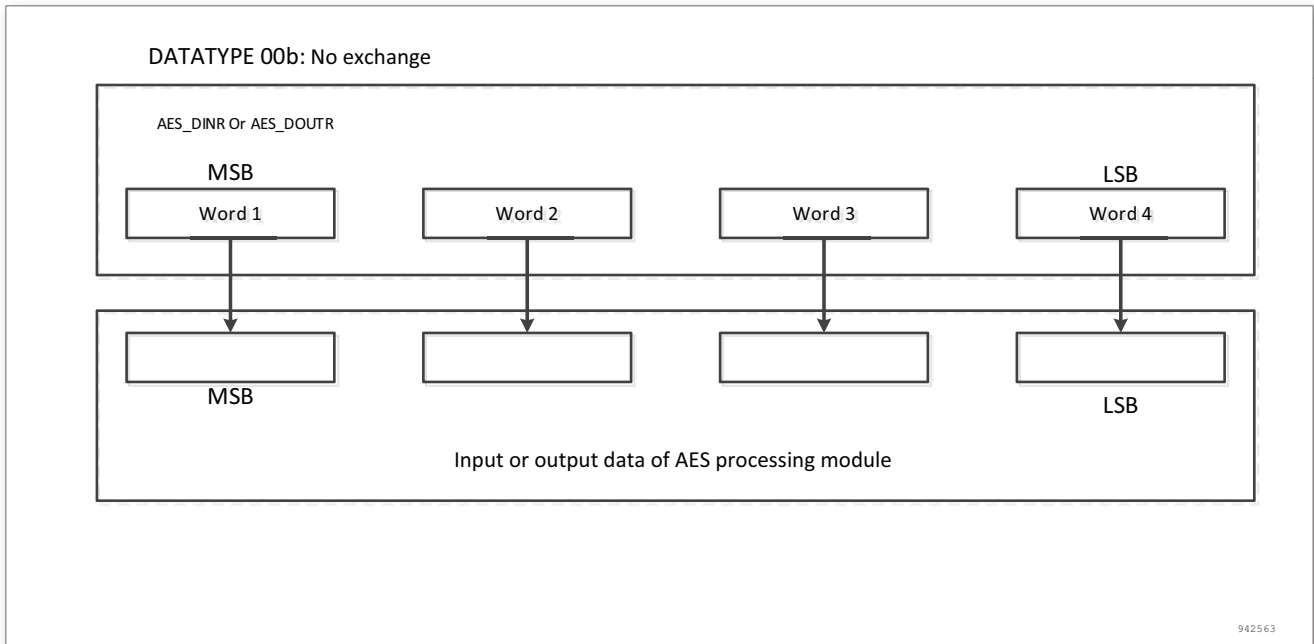 DATATYPE 00b: No exchange
AES_DINR Or AES_DOUTR
MSB LSB
Word 1 Word 2 Word 3 Word 4
MSB LSB
Input or output data of AES processing module
942563